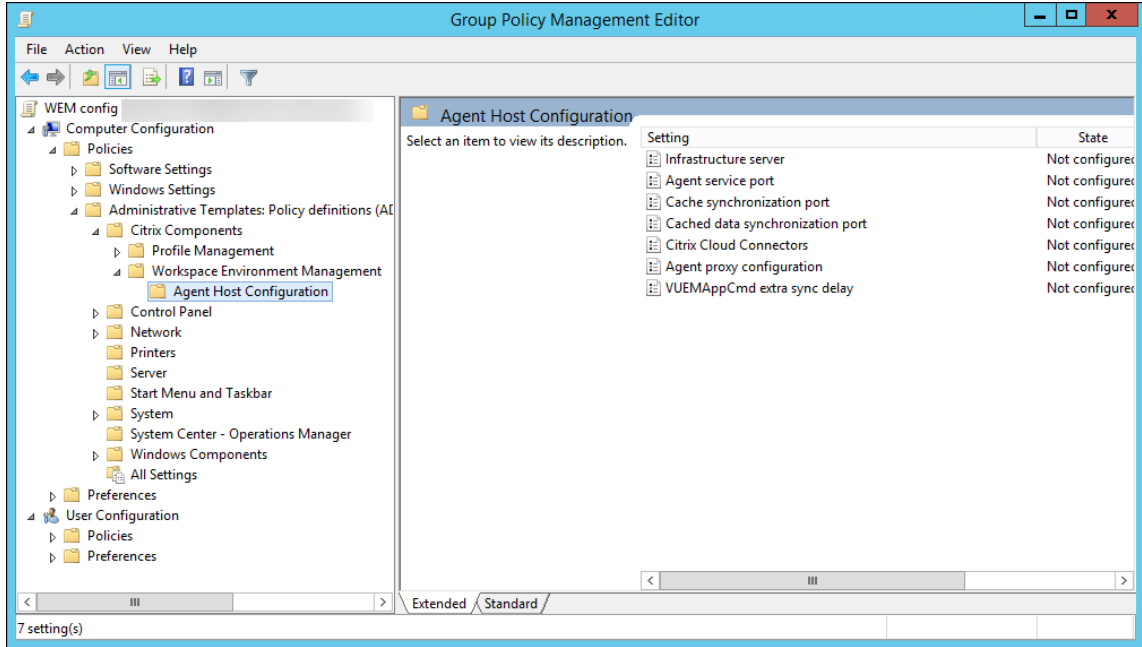 Group Policy Management Editor
File Action View Help
WEM config
Computer Configuration
Policies
Software Settings
Windows Settings
Administrative Templates: Policy definitions (AD
Citrix Components
Profile Management
Workspace Environment Management
Agent Host Configuration
Control Panel
Network
Printers
Server
Start Menu and Taskbar
System
System Center - Operations Manager
Windows Components
All Settings
Preferences
User Configuration
Policies
Preferences
Agent Host Configuration
Select an item to view its description.
Setting State
Infrastructure server Not configured
Agent service port Not configured
Cache synchronization port Not configured
Cached data synchronization port Not configured
Citrix Cloud Connectors Not configured
Agent proxy configuration Not configured
VUEMAppCmd extra sync delay Not configured
Extended Standard
7 setting(s)